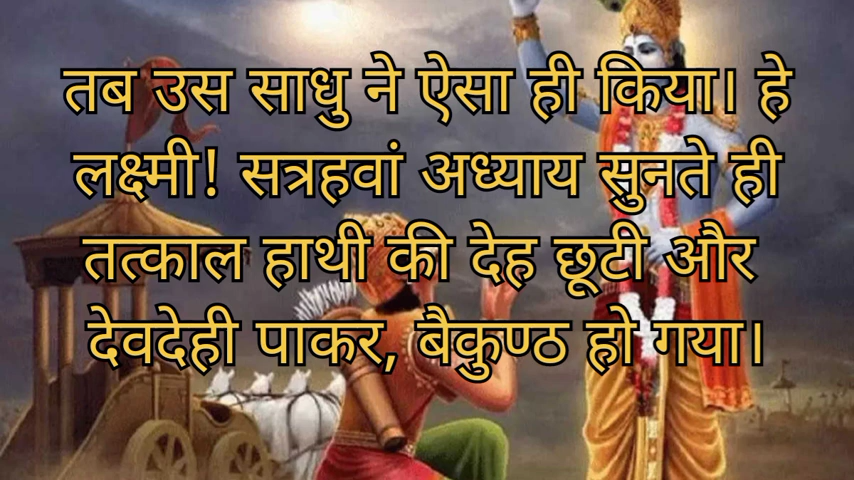 तब उस साधु ने ऐसा ही किया। हे
लक्ष्मी! सत्रहवां अध्याय सुनते ही
तत्काल हाथी की देह छूटी और
देवदेही पाकर, बैकुण्ठ हो गया।